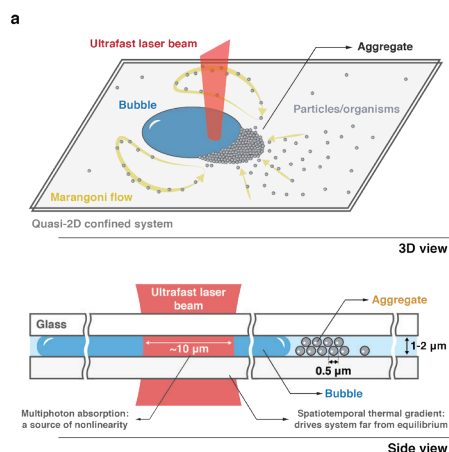 a
Ultrafast laser beam
Aggregate
Bubble
Particles/organisms
Marangoni flow
Quasi-2D confined system
3D view
Ultrafast laser
beam
Aggregate
Glass
~10 μm
1-2 μm
0.5 μm
Bubble
Multiphoton absorption:
a source of nonlinearity
Spatiotemporal thermal gradient:
drives system far from equilibrium
Side view